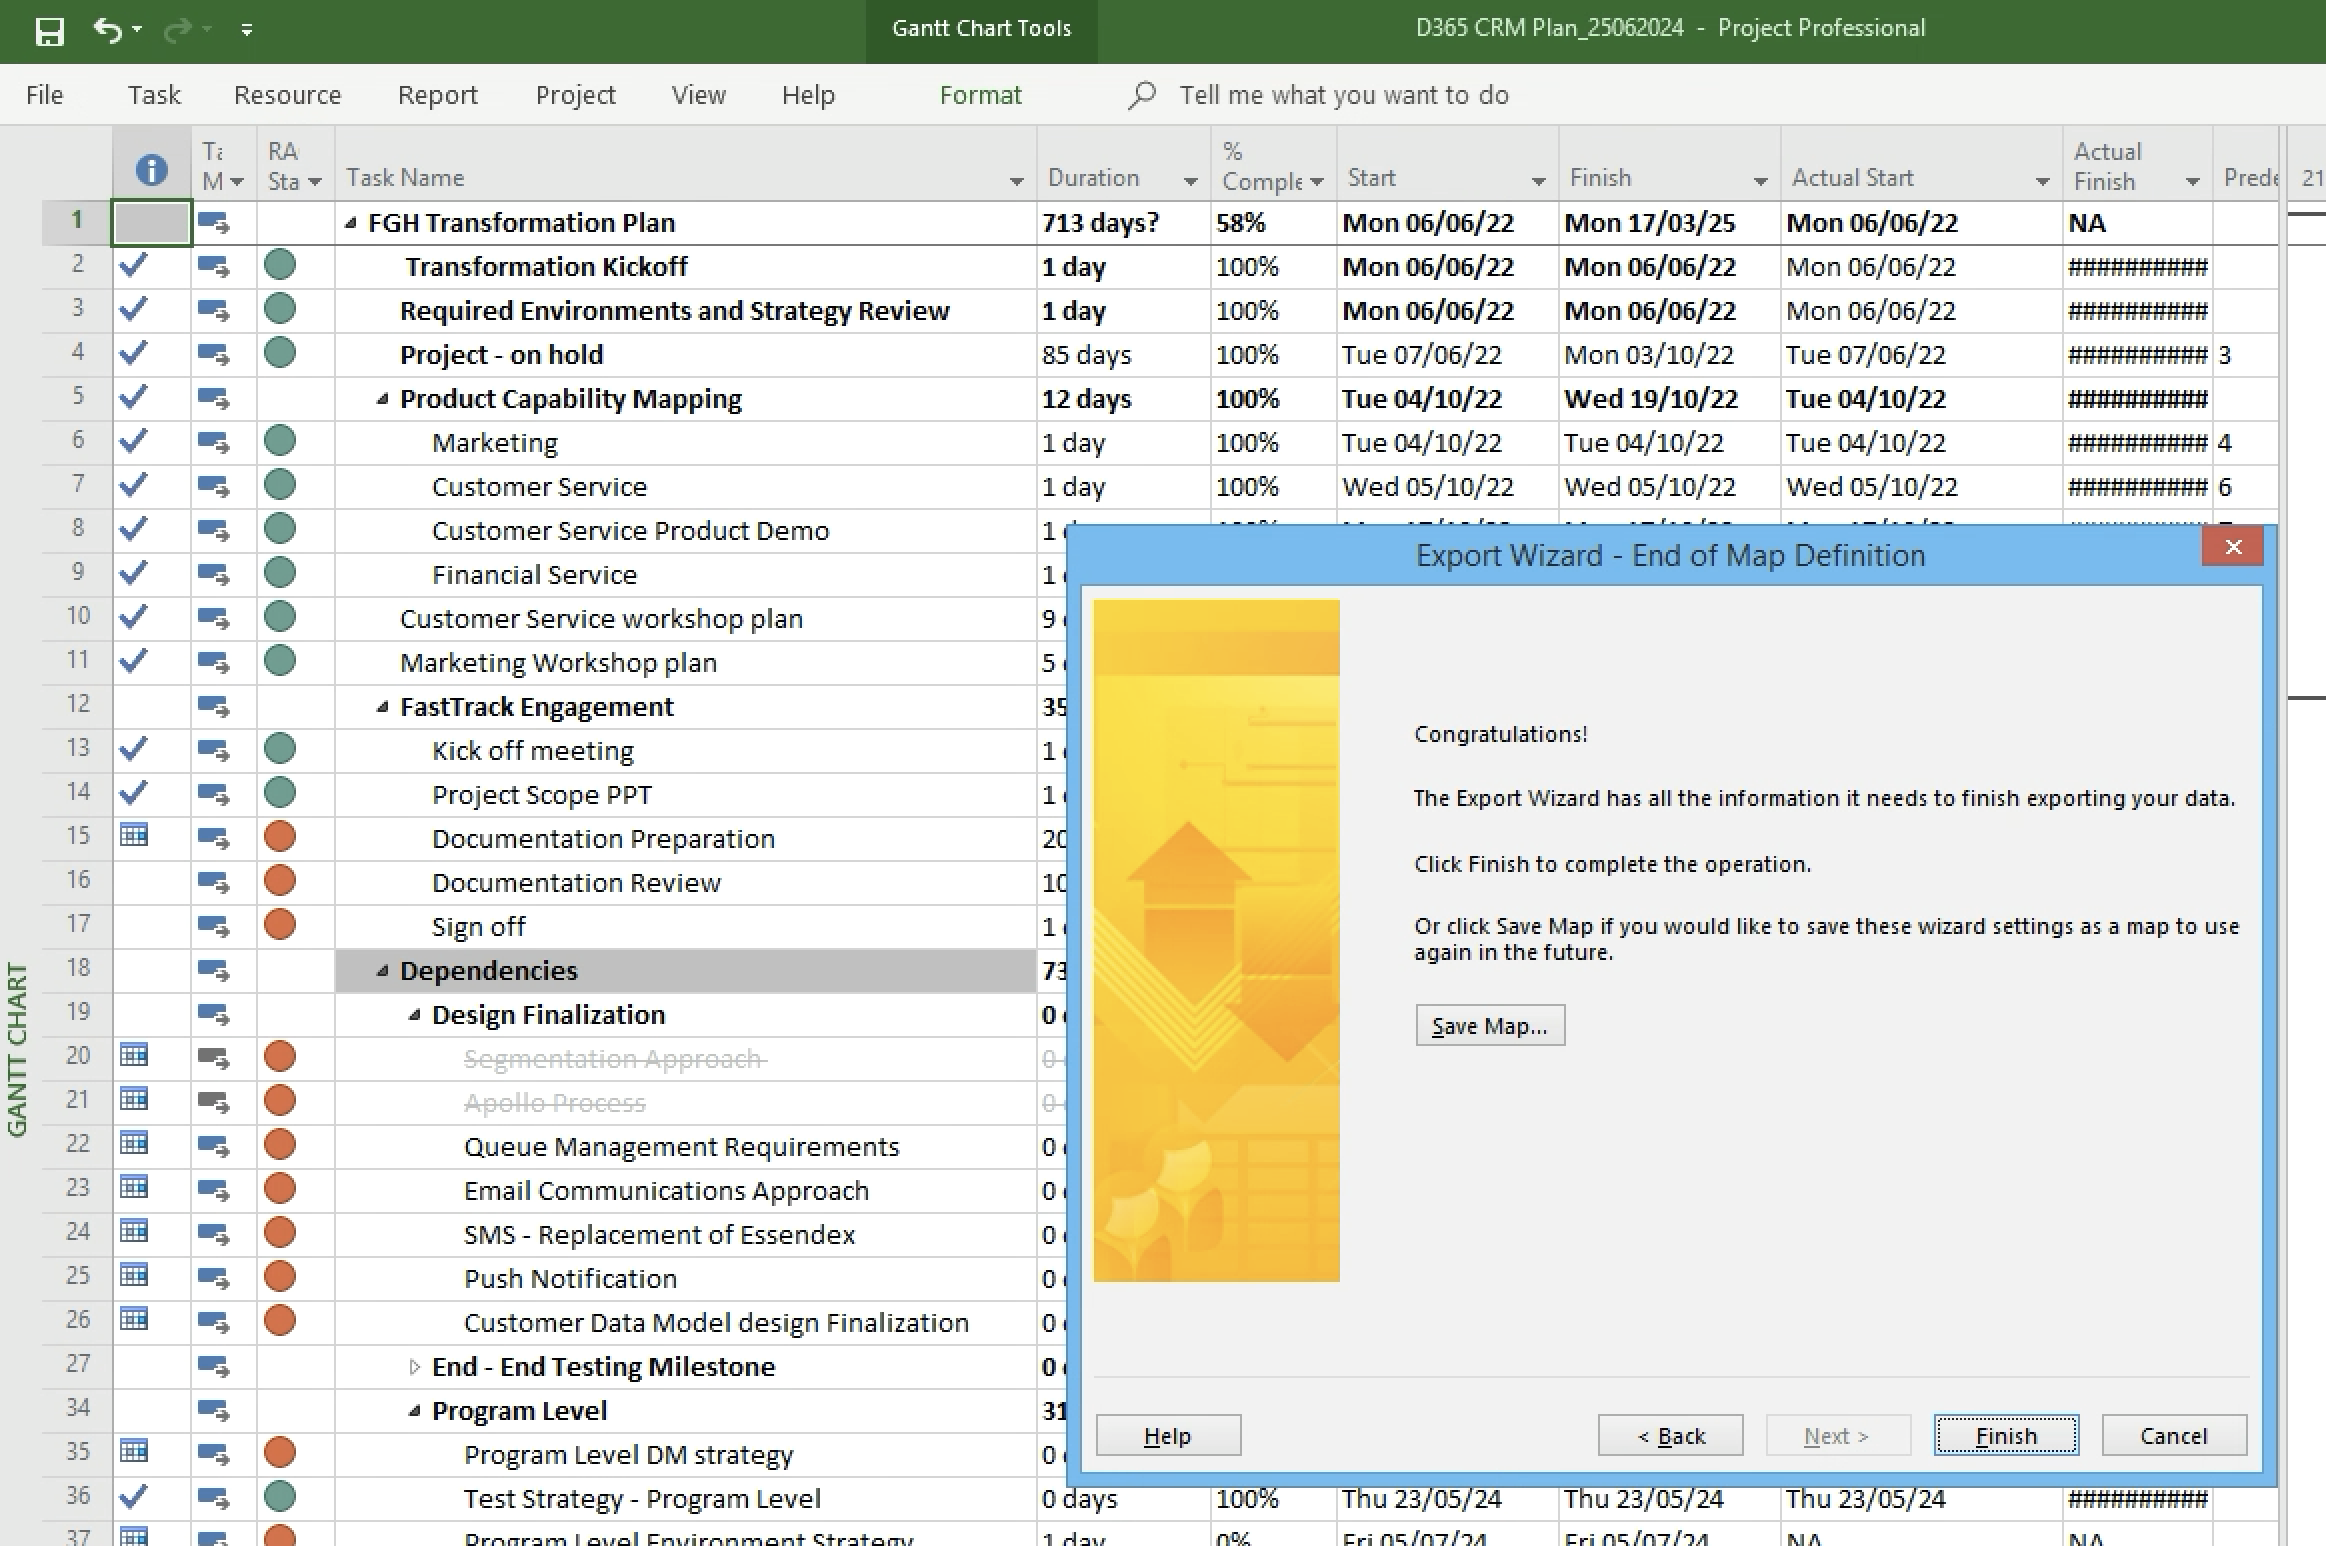 Gantt Chart Tools D365 CRM Plan_25062024 - Project Professional
File Task Resource Report Project View Help Format Tell me what you want to do
Ta M RA Sta Task Name Duration % Comple Start Finish Actual Start Actual Finish Prede 21
1 FGH Transformation Plan 713 days? 58% Mon 06/06/22 Mon 17/03/25 Mon 06/06/22 NA
2 Transformation Kickoff 1 day 100% Mon 06/06/22 Mon 06/06/22 Mon 06/06/22 ##########
3 Required Environments and Strategy Review 1 day 100% Mon 06/06/22 Mon 06/06/22 Mon 06/06/22 ##########
4 Project - on hold 85 days 100% Tue 07/06/22 Mon 03/10/22 Tue 07/06/22 ########## 3
5 Product Capability Mapping 12 days 100% Tue 04/10/22 Wed 19/10/22 Tue 04/10/22 ##########
6 Marketing 1 day 100% Tue 04/10/22 Tue 04/10/22 Tue 04/10/22 ########## 4
7 Customer Service 1 day 100% Wed 05/10/22 Wed 05/10/22 Wed 05/10/22 ########## 6
8 Customer Service Product Demo 1
9 Financial Service 1
10 Customer Service workshop plan 9
11 Marketing Workshop plan 5
12 FastTrack Engagement 35
13 Kick off meeting 1
14 Project Scope PPT 1
15 Documentation Preparation 20
16 Documentation Review 10
17 Sign off 1
18 Dependencies 73
19 Design Finalization 0
20 Segmentation Approach 0
21 Apollo Process 0
22 Queue Management Requirements 0
23 Email Communications Approach 0
24 SMS - Replacement of Essendex 0
25 Push Notification 0
26 Customer Data Model design Finalization 0
27 End - End Testing Milestone 0
34 Program Level 31
35 Program Level DM strategy 0
36 Test Strategy - Program Level 0 days 100% Thu 23/05/24 Thu 23/05/24 Thu 23/05/24 ##########
37 Program Level Environment Strategy 1 day 0% Fri 05/07/24 Fri 05/07/24 NA NA
GANTT CHART
Export Wizard - End of Map Definition
Congratulations!
The Export Wizard has all the information it needs to finish exporting your data.
Click Finish to complete the operation.
Or click Save Map if you would like to save these wizard settings as a map to use
again in the future.
Save Map...
Help < Back Next > Finish Cancel